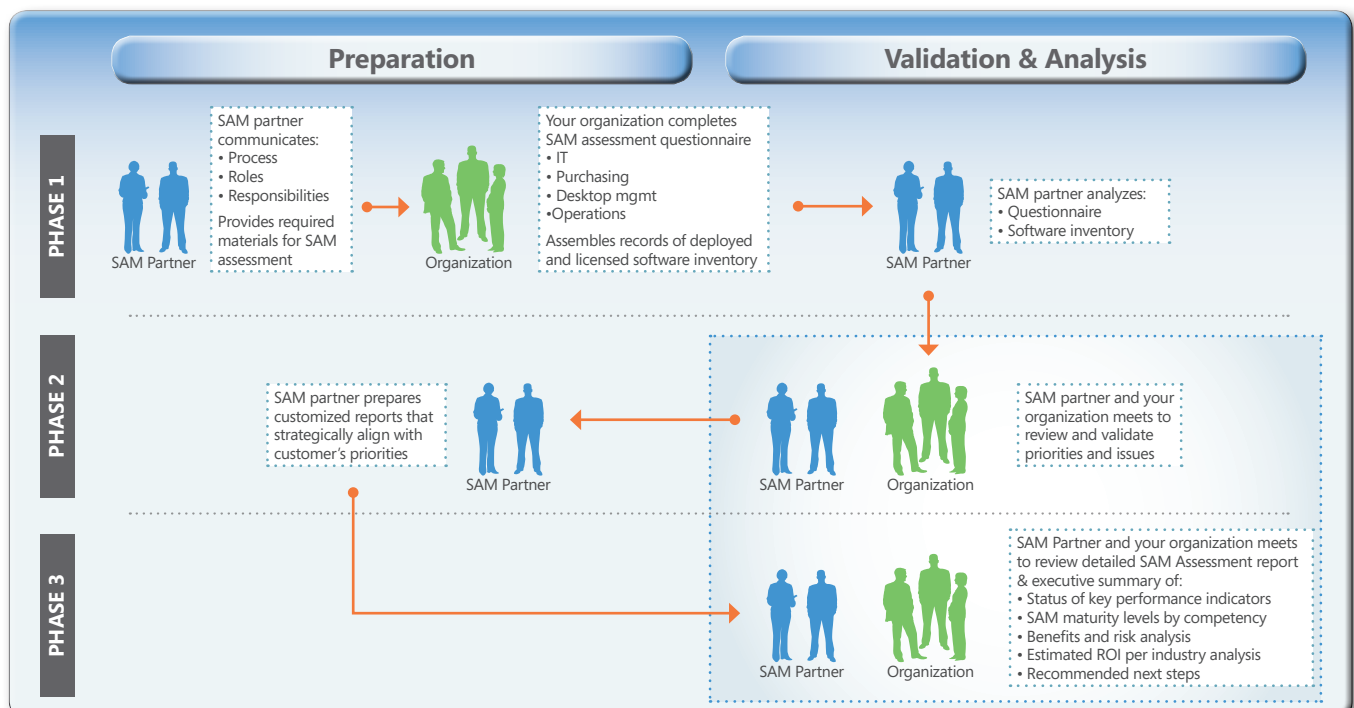 Preparation
Validation & Analysis
PHASE 1
SAM partner
communicates:
• Process
• Roles
• Responsibilities
Provides required
materials for SAM
assessment
SAM Partner
Organization
Your organization completes
SAM assessment questionnaire
• IT
• Purchasing
• Desktop mgmt
•Operations
Assembles records of deployed
and licensed software inventory
SAM Partner
SAM partner analyzes:
• Questionnaire
• Software inventory
PHASE 2
SAM partner prepares
customized reports that
strategically align with
customer’s priorities
SAM Partner
SAM Partner
Organization
SAM partner and your
organization meets to
review and validate
priorities and issues
PHASE 3
SAM Partner
Organization
SAM Partner and your organization meets
to review detailed SAM Assessment report
& executive summary of:
• Status of key performance indicators
• SAM maturity levels by competency
• Benefits and risk analysis
• Estimated ROI per industry analysis
• Recommended next steps